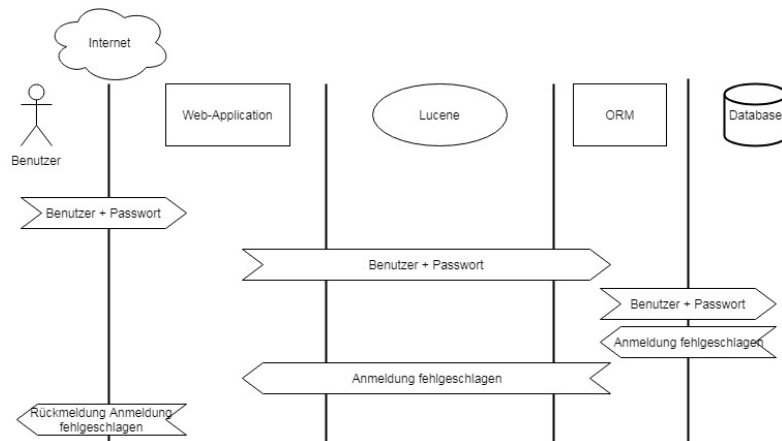 Internet
Web-Application
Lucene
ORM
Database
Benutzer
Benutzer + Passwort
Benutzer + Passwort
Benutzer + Passwort
Anmeldung fehlgeschlagen
Anmeldung fehlgeschlagen
Rückmeldung Anmeldung
fehlgeschlagen